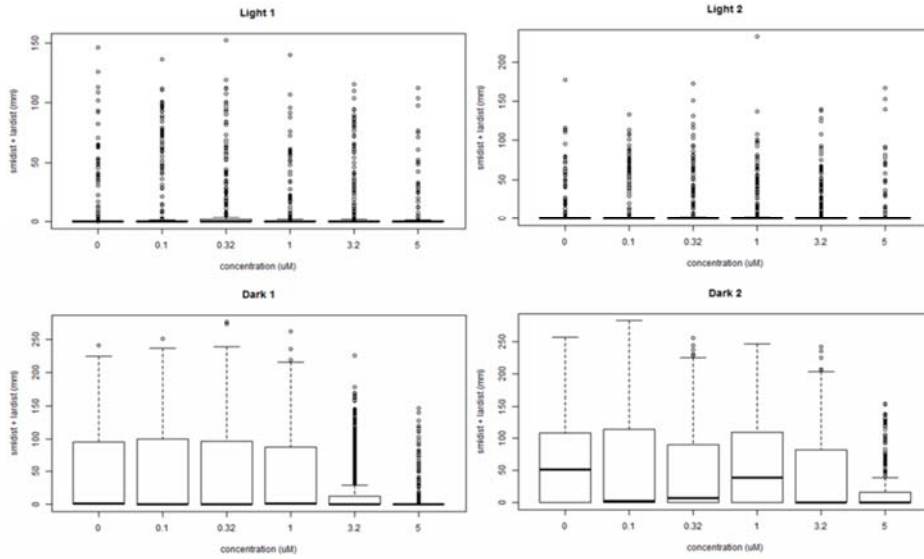 Light 1
smldist + lardist (mm)
150
100
50
0
0 0.1 0.32 1 3.2 5
concentration (uM)
Light 2
smldist + lardist (mm)
200
150
100
50
0
0 0.1 0.32 1 3.2 5
concentration (uM)
Dark 1
smldist + lardist (mm)
250
200
150
100
50
0
0 0.1 0.32 1 3.2 5
concentration (uM)
Dark 2
smldist + lardist (mm)
250
200
150
100
50
0
0 0.1 0.32 1 3.2 5
concentration (uM)